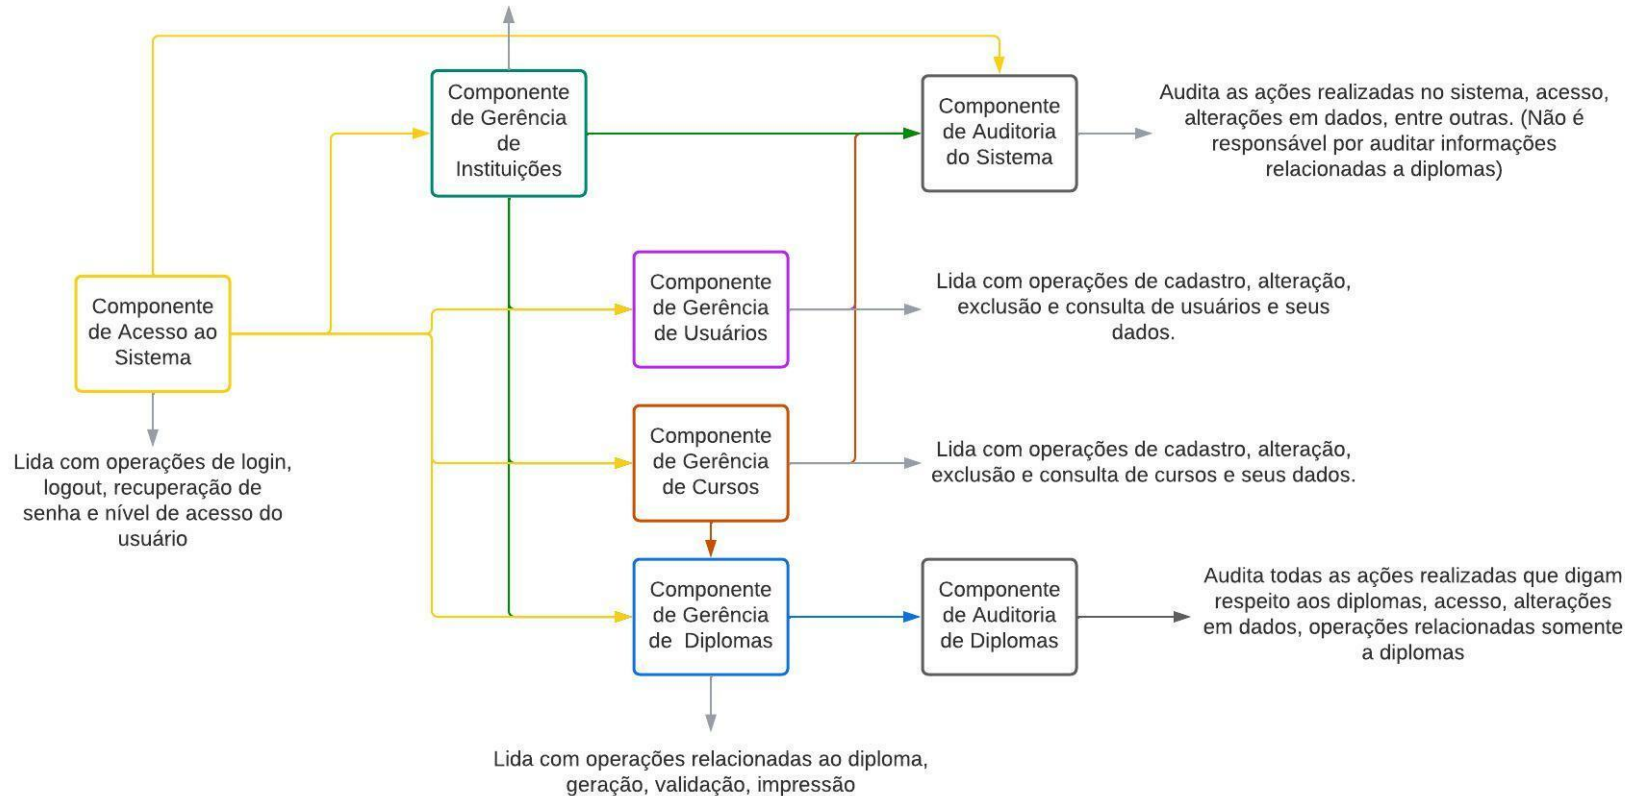 Componente
de Gerência
de
Instituições
Componente
de Auditoria
do Sistema
Audita as ações realizadas no sistema, acesso,
alterações em dados, entre outras. (Não é
responsável por auditar informações
relacionadas a diplomas)
Componente
de Acesso ao
Sistema
Componente
de Gerência
de Usuários
Lida com operações de cadastro, alteração,
exclusão e consulta de usuários e seus
dados.
Lida com operações de login,
logout, recuperação de
senha e nível de acesso do
usuário
Componente
de Gerência
de Cursos
Lida com operações de cadastro, alteração,
exclusão e consulta de cursos e seus dados.
Componente
de Gerência
de Diplomas
Componente
de Auditoria
de Diplomas
Audita todas as ações realizadas que digam
respeito aos diplomas, acesso, alterações
em dados, operações relacionadas somente
a diplomas
Lida com operações relacionadas ao diploma,
geração, validação, impressão